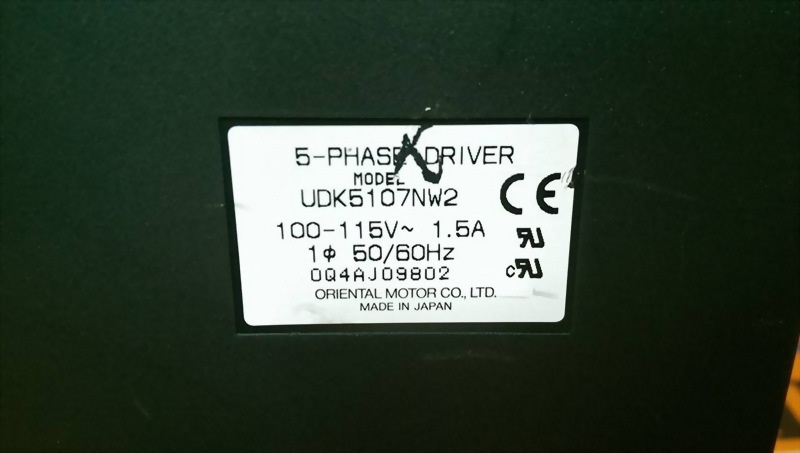 5-PHASE DRIVER
MODEL
UDK5107NW2
CE
100-115V~ 1.5A
1ϕ 50/60Hz
0Q4AJ09802
ORIENTAL MOTOR CO., LTD.
MADE IN JAPAN